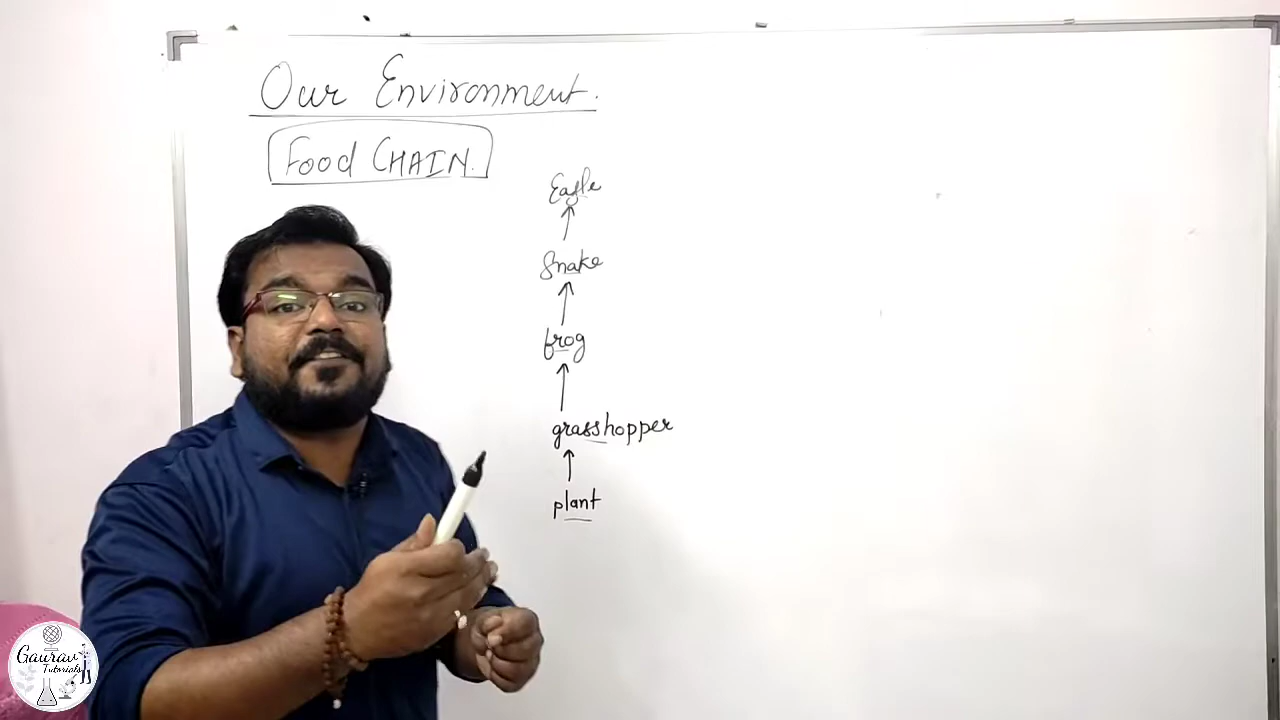 Our Environment.
Food CHAIN.
Eagle
Snake
frog
grasshopper
plant
Gaurav
Tutorials